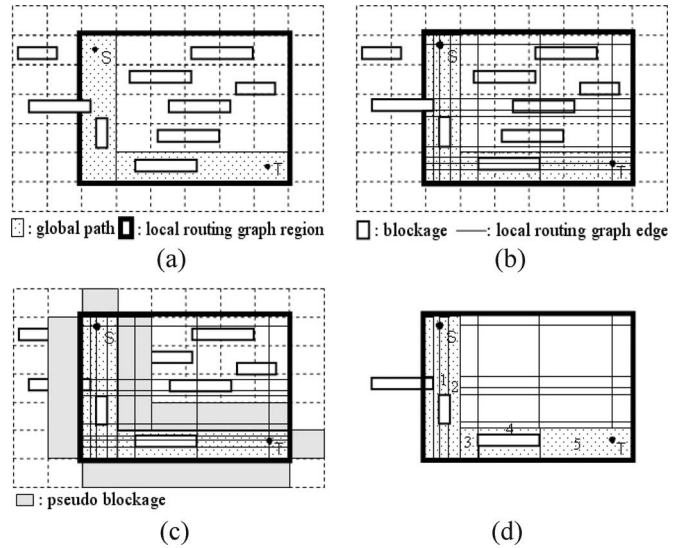 S
T
S
T
: global path : local routing graph region
: blockage : local routing graph edge
(a)
(b)
S
T
S
1
2
3
4
5
T
: pseudo blockage
(c)
(d)